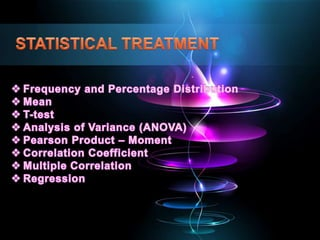 STATISTICAL TREATMENT
❖ Frequency and Percentage Distribution
❖ Mean
❖ T-test
❖ Analysis of Variance (ANOVA)
❖ Pearson Product – Moment
❖ Correlation Coefficient
❖ Multiple Correlation
❖ Regression